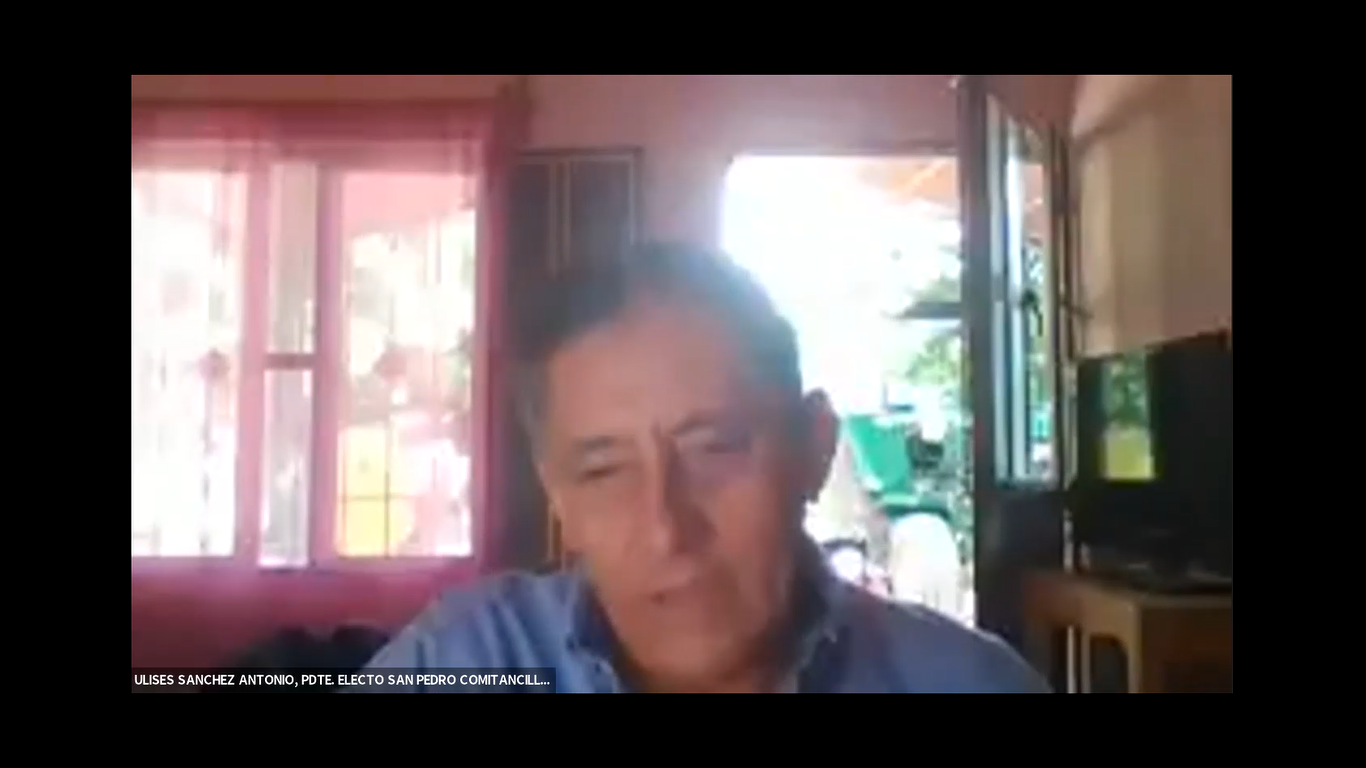 ULISES SANCHEZ ANTONIO, PDTE. ELECTO SAN PEDRO COMITANCILL...